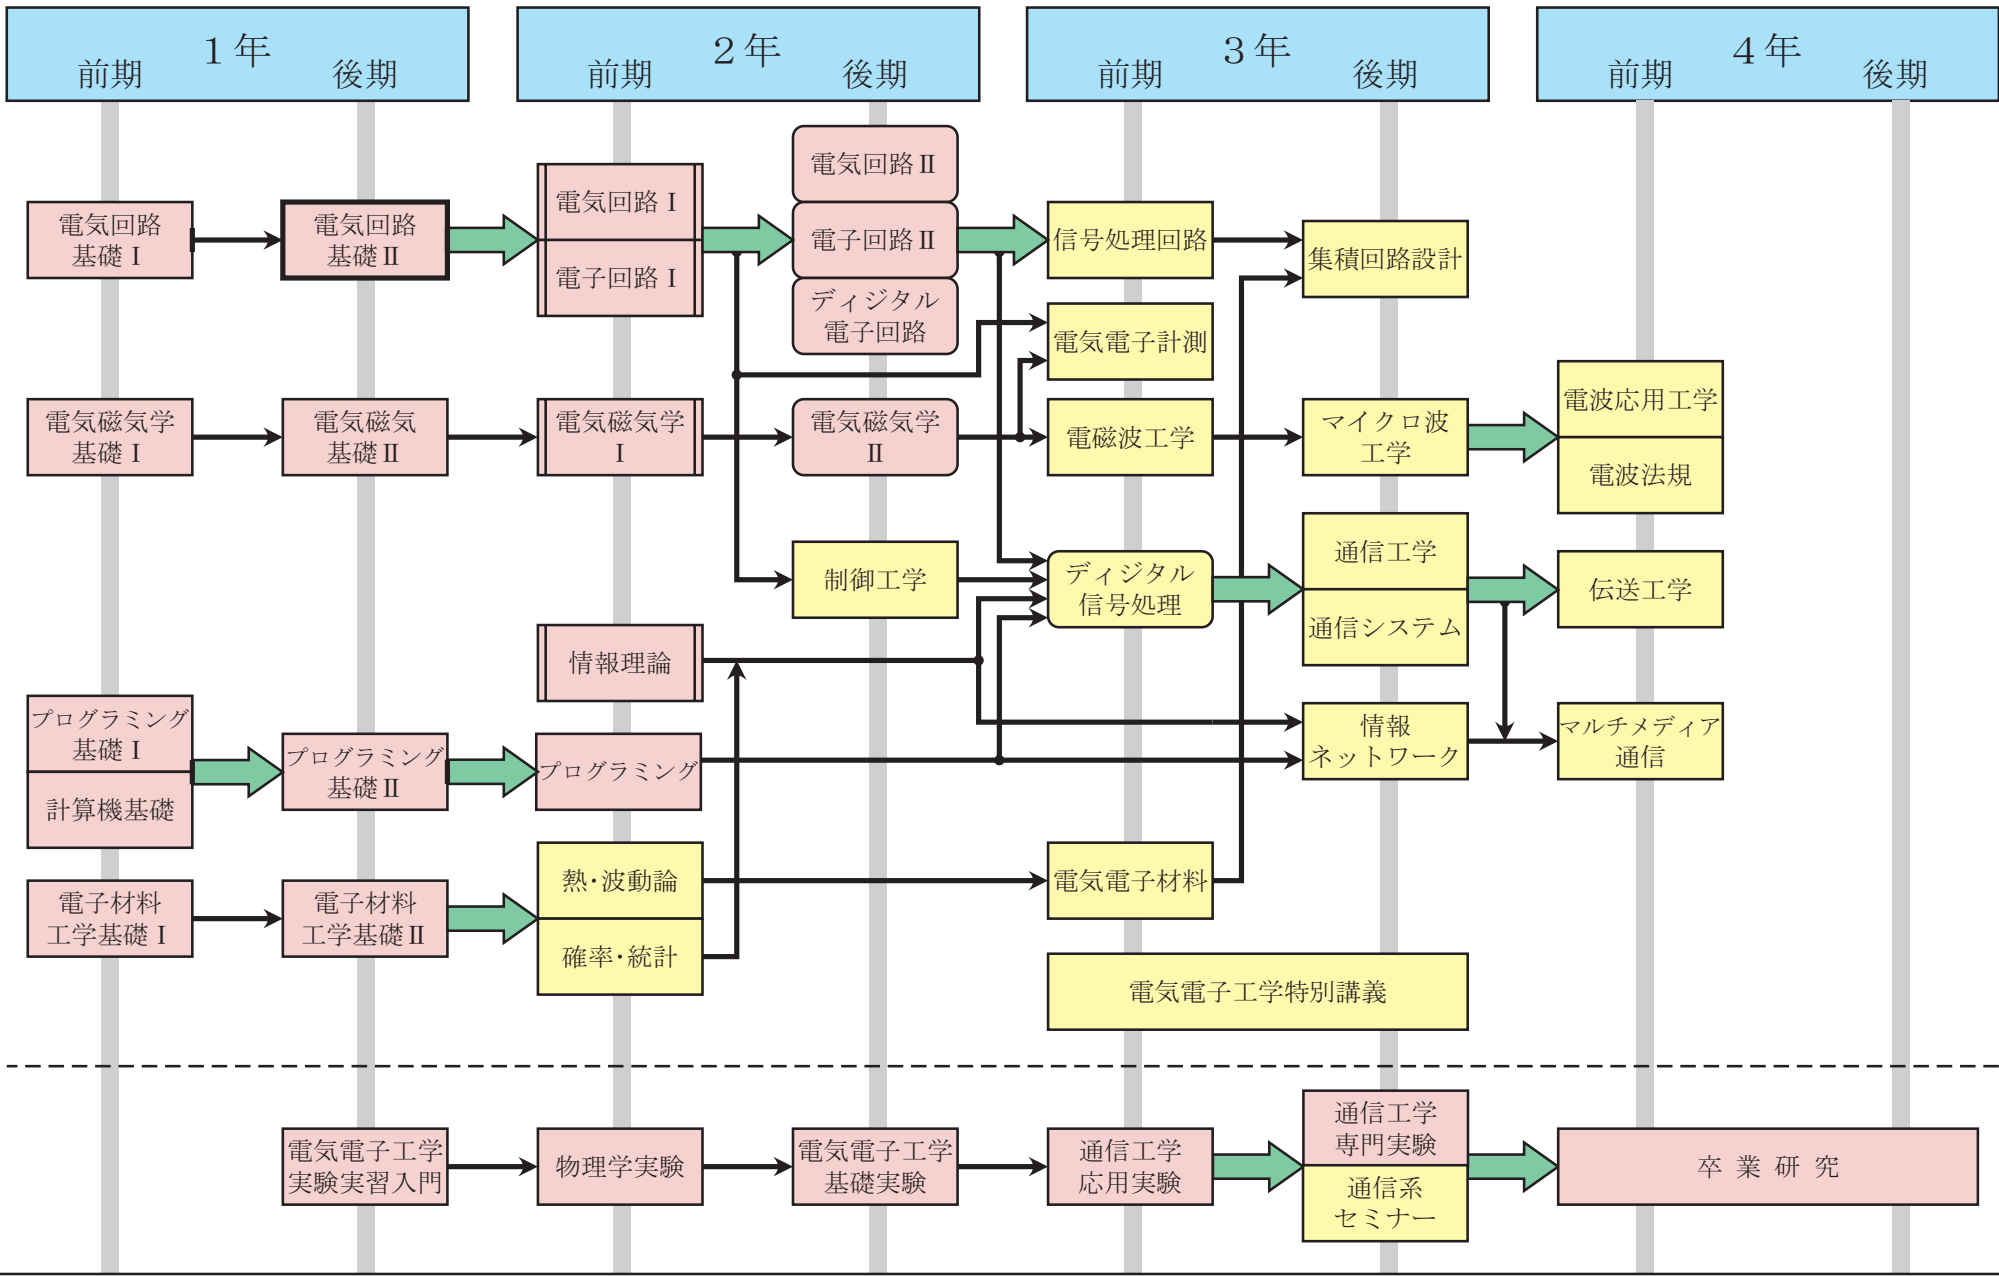 １年
前期
後期
２年
前期
後期
３年
前期
後期
４年
前期
後期
電気回路
基礎Ⅰ
電気回路
基礎Ⅱ
電気回路Ⅰ
電子回路Ⅰ
電気回路Ⅱ
電子回路Ⅱ
ディジタル
電子回路
信号処理回路
集積回路設計
電気電子計測
電気磁気学
基礎Ⅰ
電気磁気
基礎Ⅱ
電気磁気学
Ⅰ
電気磁気学
Ⅱ
電磁波工学
マイクロ波
工学
電波応用工学
電波法規
制御工学
ディジタル
信号処理
通信工学
通信システム
伝送工学
情報理論
プログラミング
基礎Ⅰ
計算機基礎
プログラミング
基礎Ⅱ
プログラミング
情報
ネットワーク
マルチメディア
通信
電子材料
工学基礎Ⅰ
電子材料
工学基礎Ⅱ
熱・波動論
確率・統計
電気電子材料
電気電子工学特別講義
電気電子工学
実験実習入門
物理学実験
電気電子工学
基礎実験
通信工学
応用実験
通信工学
専門実験
通信系
セミナー
卒業研究